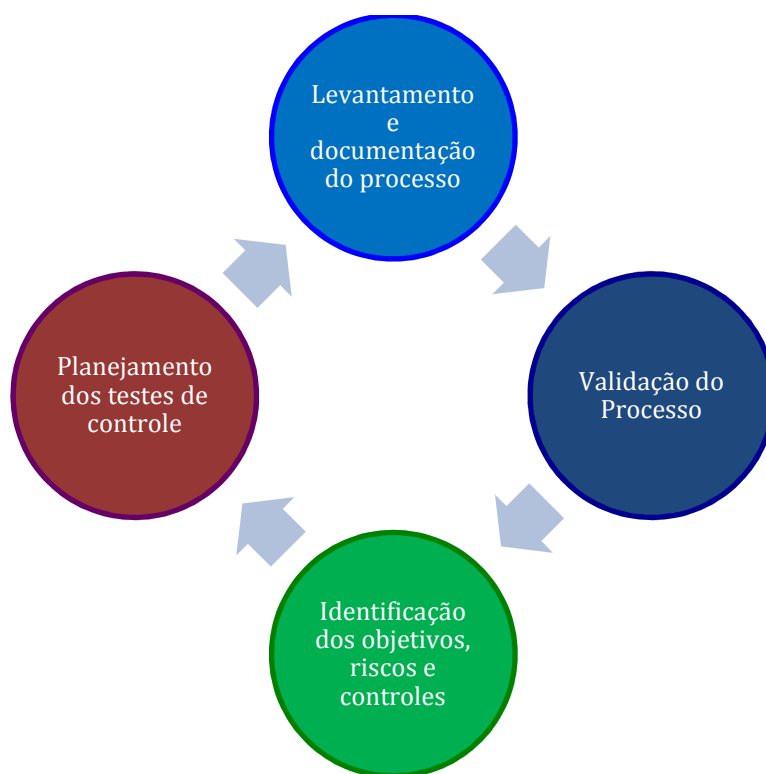 Levantamento
e
documentação
do processo
Validação do
Processo
Identificação
dos objetivos,
riscos e
controles
Planejamento
dos testes de
controle